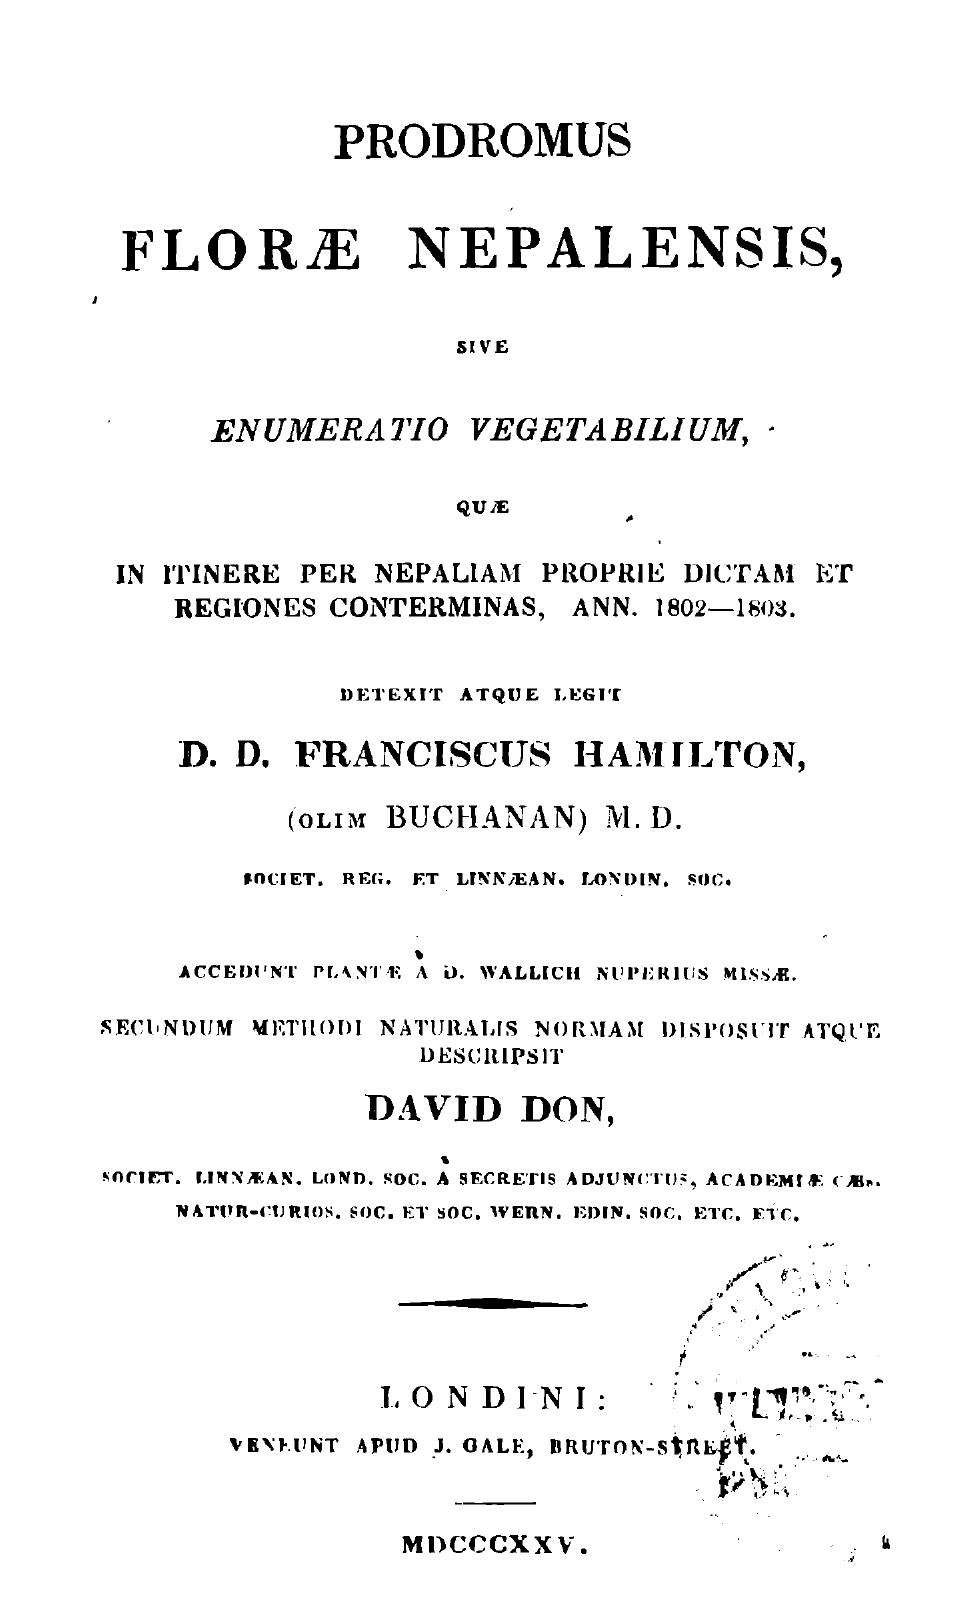 PRODROMUS
FLORÆ NEPALENSIS,
SIVE
ENUMERATIO VEGETABILIUM,
QUÆ
IN ITINERE PER NEPALIAM PROPRIE DICTAM ET
REGIONES CONTERMINAS, ANN. 1802—1803.
DETEXIT ATQUE LEGIT
D. D. FRANCISCUS HAMILTON,
(OLIM BUCHANAN) M. D.
SOCIET. REG. ET LINNÆAN. LONDIN. SOC.
ACCEDUNT PLANTÆ À D. WALLICH NUPERIUS MISSÆ.
SECUNDUM METHODI NATURALIS NORMAM DISPOSUIT ATQUE
DESCRIPSIT
DAVID DON,
SOCIET. LINNÆAN. LOND. SOC. À SECRETIS ADJUNCTUS, ACADEMIÆ CÆS.
NATUR-CURIOS. SOC. ET SOC. WERN. EDIN. SOC. ETC. ETC.
LONDINI:
VENEUNT APUD J. GALE, BRUTON-STREET.
MDCCCXXV.